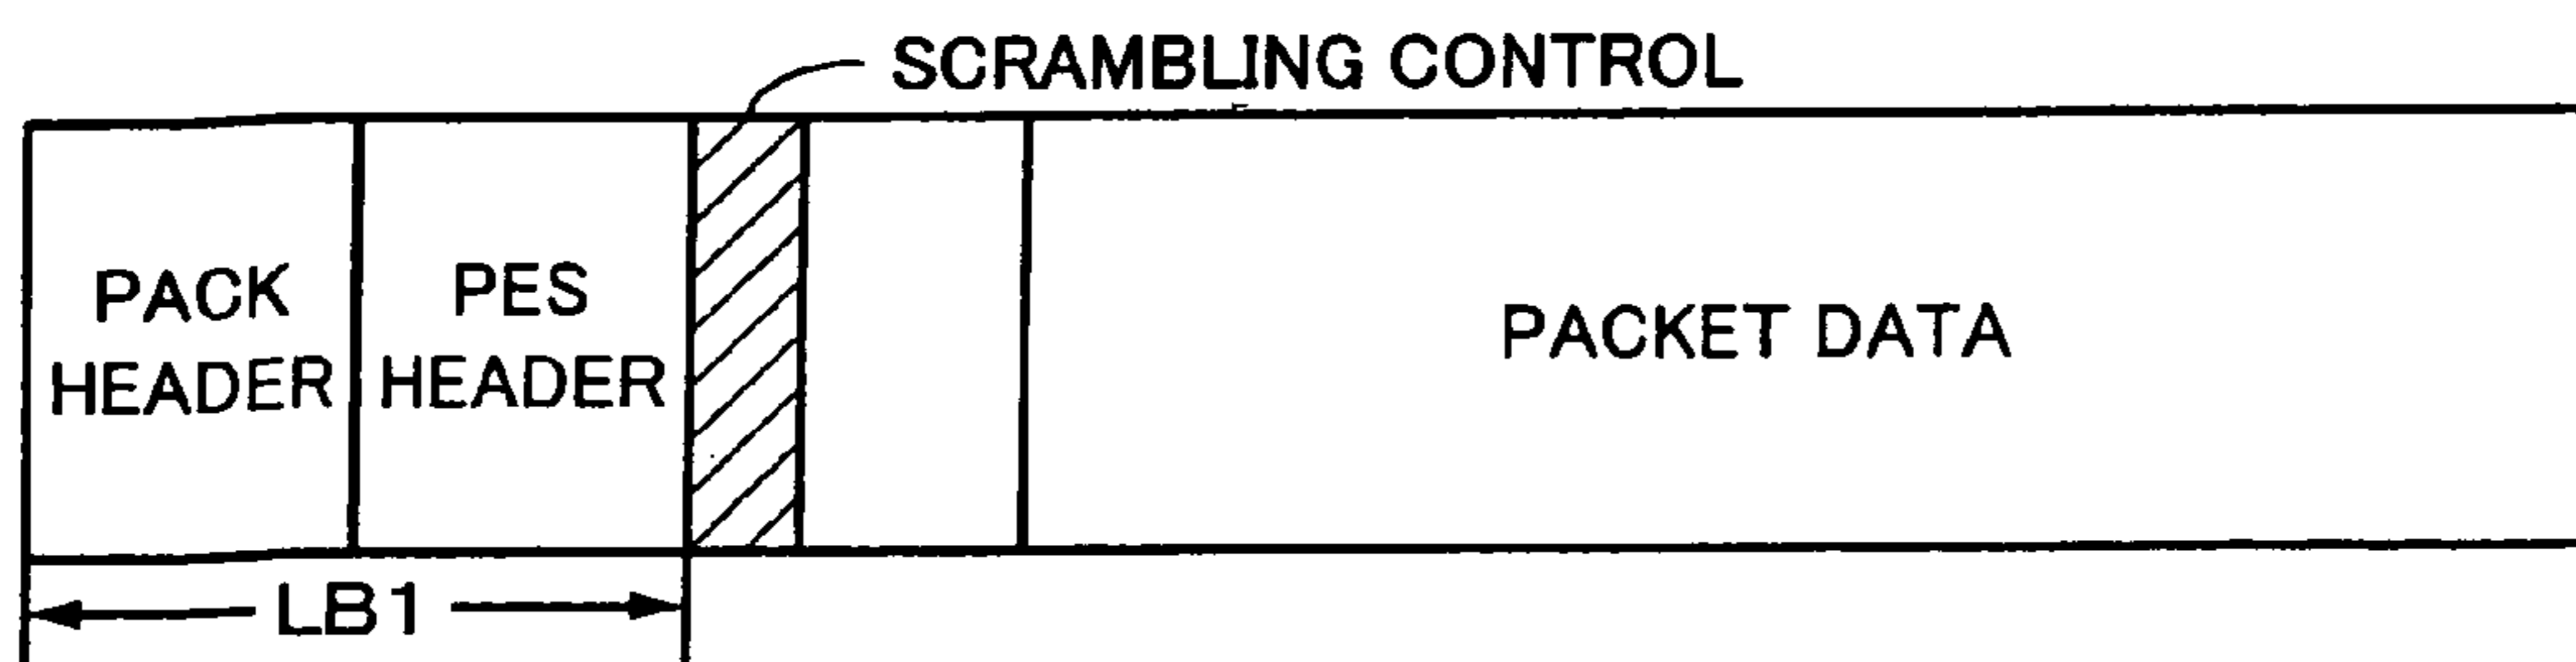 SCRAMBLING CONTROL
PACK
HEADER
PES
HEADER
PACKET DATA
LB1